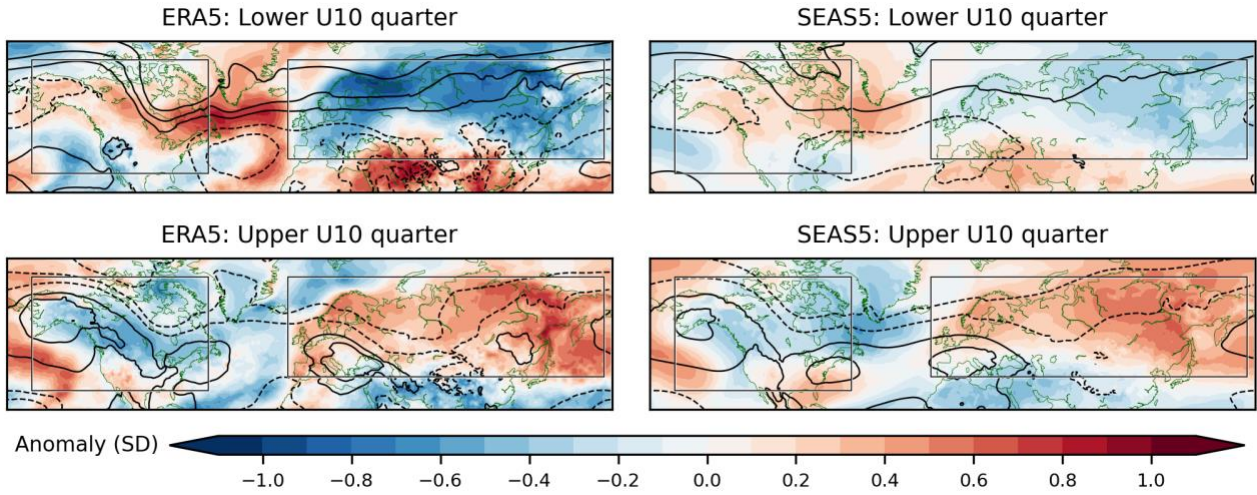 ERA5: Lower U10 quarter
SEAS5: Lower U10 quarter
ERA5: Upper U10 quarter
SEAS5: Upper U10 quarter
Anomaly (SD)
−1.0 −0.8 −0.6 −0.4 −0.2 0.0 0.2 0.4 0.6 0.8 1.0